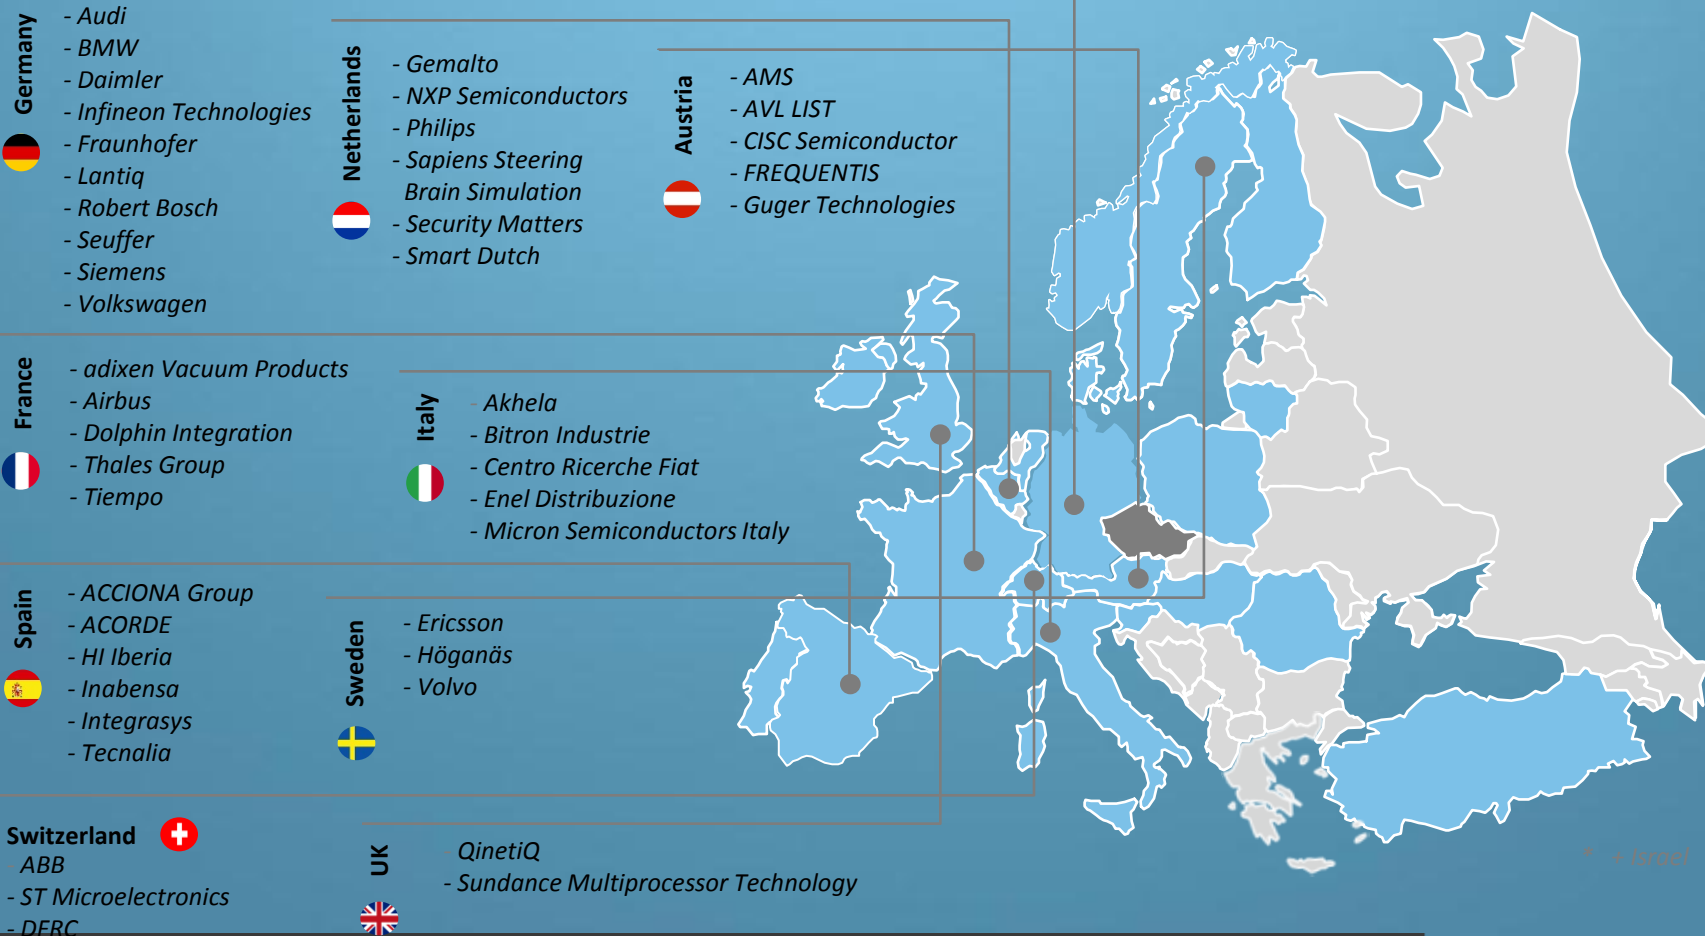 Germany
- Audi
- BMW
- Daimler
- Infineon Technologies
- Fraunhofer
- Lantiq
- Robert Bosch
- Seuffer
- Siemens
- Volkswagen
Netherlands
- Gemalto
- NXP Semiconductors
- Philips
- Sapiens Steering
Brain Simulation
- Security Matters
- Smart Dutch
Austria
- AMS
- AVL LIST
- CISC Semiconductor
- FREQUENTIS
- Guger Technologies
France
- adixen Vacuum Products
- Airbus
- Dolphin Integration
- Thales Group
- Tiempo
Italy
- Akhela
- Bitron Industrie
- Centro Ricerche Fiat
- Enel Distribuzione
- Micron Semiconductors Italy
Spain
- ACCIONA Group
- ACORDE
- HI Iberia
- Inabensa
- Integrasys
- Tecnalia
Sweden
- Ericsson
- Höganäs
- Volvo
Switzerland
- ABB
- ST Microelectronics
- DFRC
UK
- QinetiQ
- Sundance Multiprocessor Technology
* + Israel